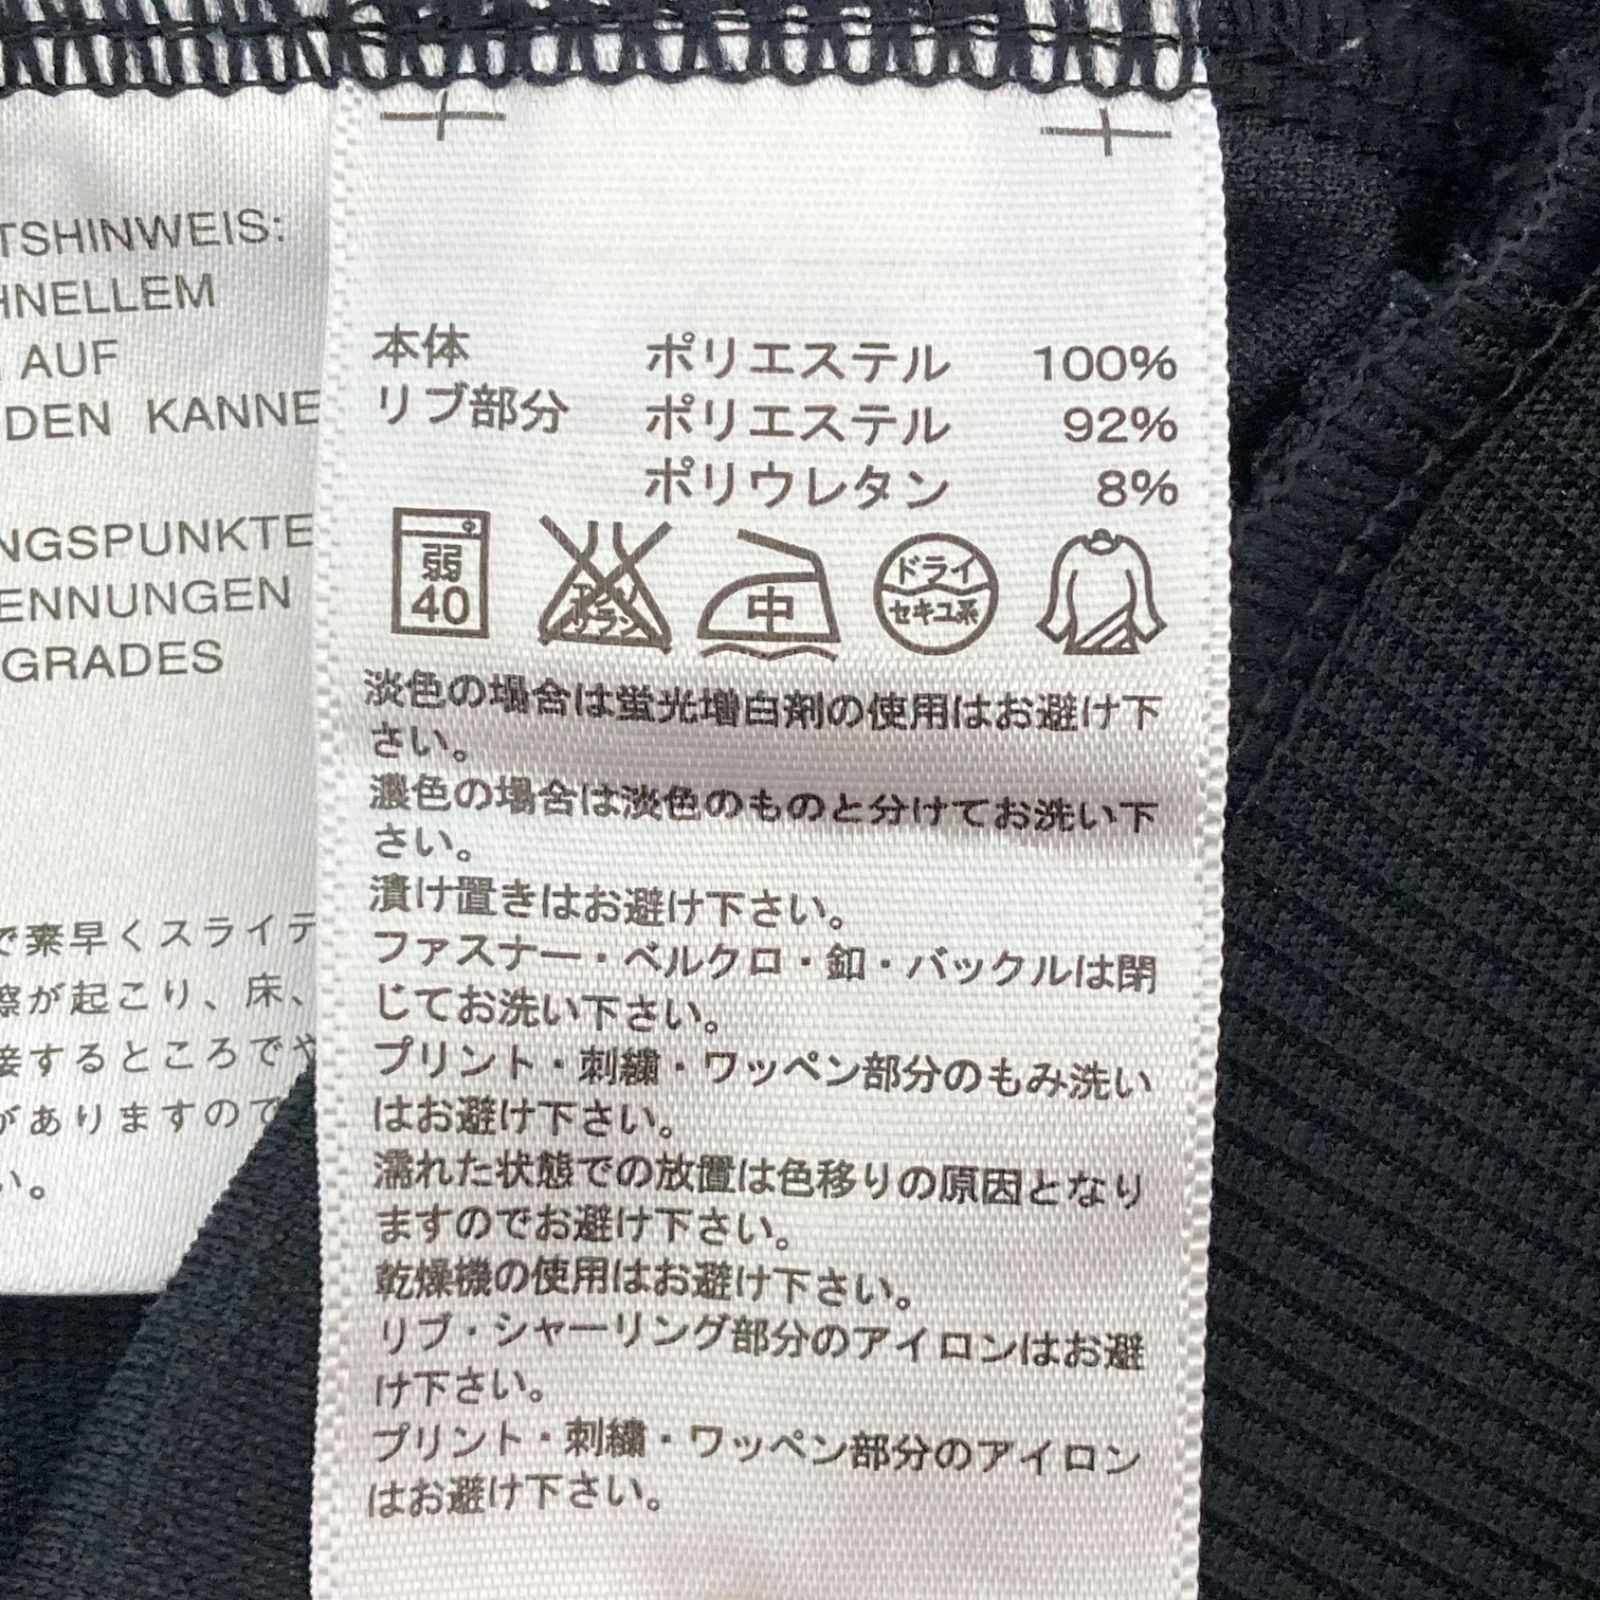 TSHINWEIS:
HNELLEM
AUF
DEN KANNE
NGSPUNKTE
ENNUNGEN
GRADES
で素早くスライデ
擦が起こり、床、
接するところでや
がありますので
い。
本体 ポリエステル 100%
リブ部分 ポリエステル 92%
ポリウレタン 8%
弱
40
エンソ
サラシ
中
ドライ
セキユ系
淡色の場合は蛍光増白剤の使用はお避け下
さい。
濃色の場合は淡色のものと分けてお洗い下
さい。
漬け置きはお避け下さい。
ファスナー・ベルクロ・釦・バックルは閉
じてお洗い下さい。
プリント・刺繍・ワッペン部分のもみ洗い
はお避け下さい。
濡れた状態での放置は色移りの原因となり
ますのでお避け下さい。
乾燥機の使用はお避け下さい。
リブ・シャーリング部分のアイロンはお避
け下さい。
プリント・刺繍・ワッペン部分のアイロン
はお避け下さい。